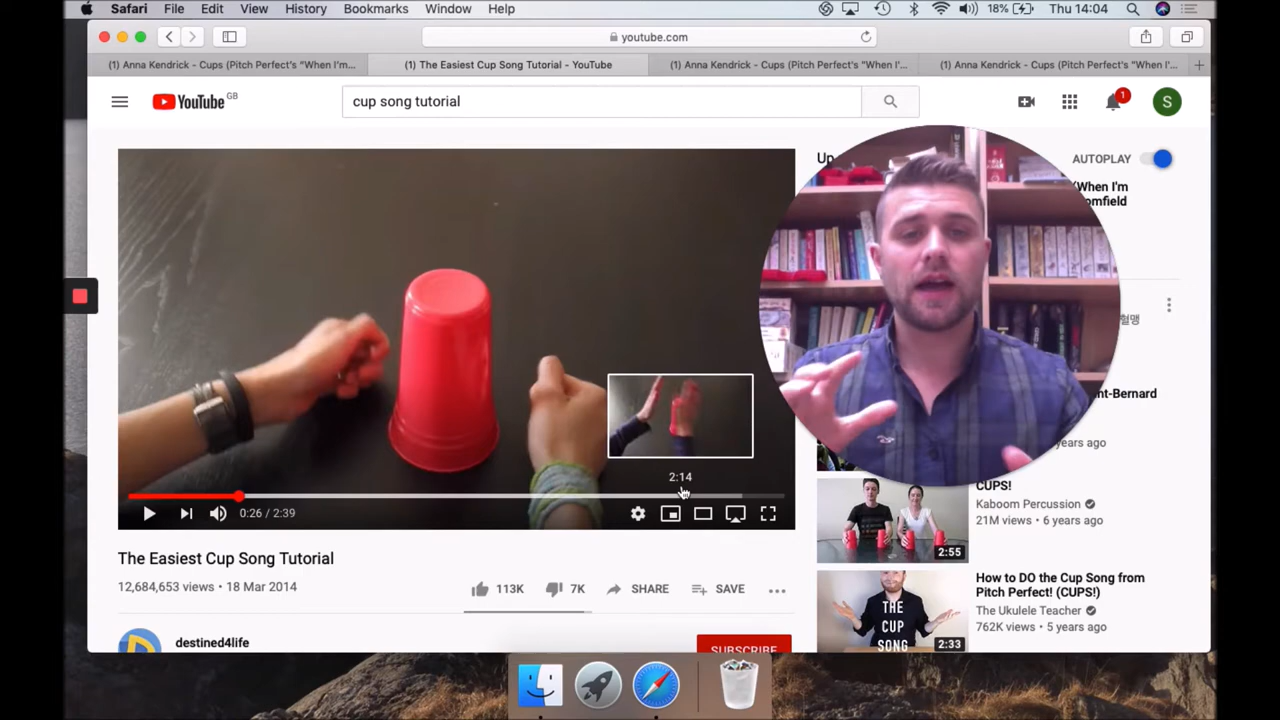 Safari File Edit View History Bookmarks Window Help 18% Thu 14:04
youtube.com
(1) Anna Kendrick - Cups (Pitch Perfect's "When I'm... (1) The Easiest Cup Song Tutorial - YouTube (1) Anna Kendrick - Cups (Pitch Perfect's "When I'... (1) Anna Kendrick - Cups (Pitch Perfect's "When I'...
YouTube GB cup song tutorial 1 S
Up AUTOPLAY
(When I'm
omfield
혈맹
nt-Bernard
ears ago
2:14
0:26 / 2:39
CUPS!
Kaboom Percussion
21M views • 6 years ago
2:55
The Easiest Cup Song Tutorial
12,684,653 views • 18 Mar 2014
113K 7K SHARE SAVE
How to DO the Cup Song from
Pitch Perfect! (CUPS!)
The Ukulele Teacher
762K views • 5 years ago
THE
CUP
SONG
2:33
destined4life
SUBSCRIBE